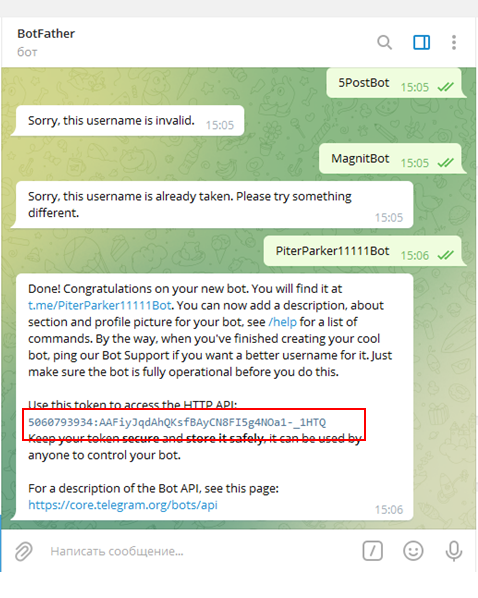 BotFather
бот
5PostBot 15:05
Sorry, this username is invalid. 15:05
MagnitBot 15:05
Sorry, this username is already taken. Please try something
different. 15:05
PiterParker11111Bot 15:06
Done! Congratulations on your new bot. You will find it at
t.me/PiterParker11111Bot. You can now add a description, about
section and profile picture for your bot, see /help for a list of
commands. By the way, when you've finished creating your cool
bot, ping our Bot Support if you want a better username for it. Just
make sure the bot is fully operational before you do this.
Use this token to access the HTTP API:
5060793934:AAFiyJqdAhQKsfBAyCN8FI5g4NOa1-_1HTQ
Keep your token secure and store it safely, it can be used by
anyone to control your bot.
For a description of the Bot API, see this page:
https://core.telegram.org/bots/api 15:06
Написать сообщение...